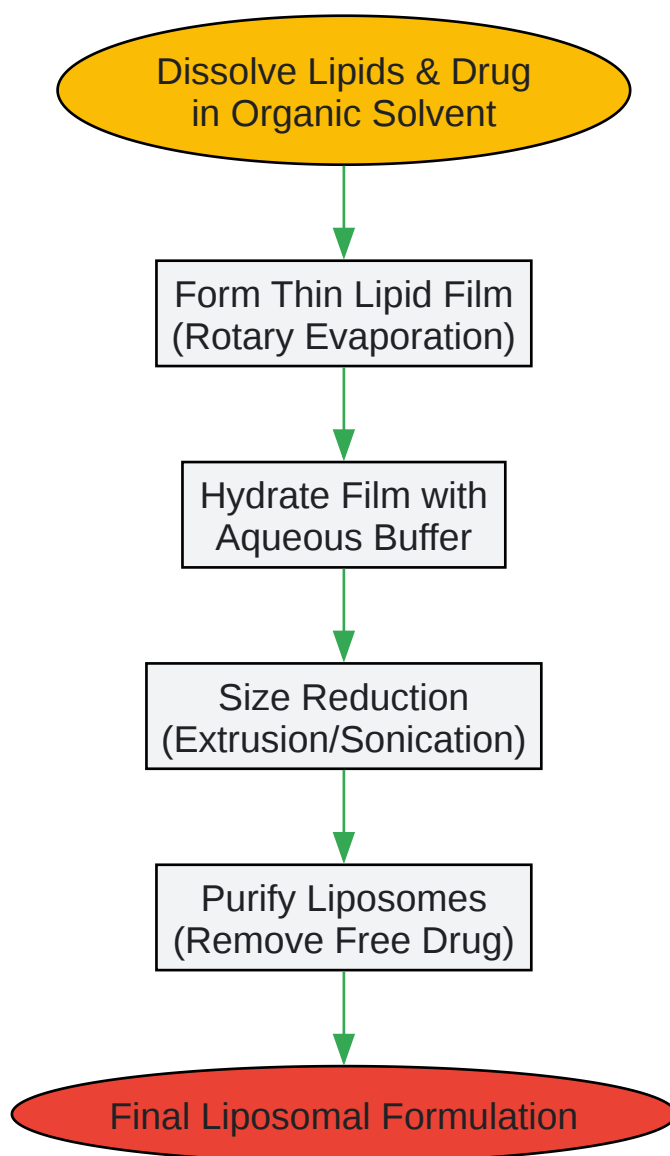 Dissolve Lipids & Drug
in Organic Solvent
Form Thin Lipid Film
(Rotary Evaporation)
Hydrate Film with
Aqueous Buffer
Size Reduction
(Extrusion/Sonication)
Purify Liposomes
(Remove Free Drug)
Final Liposomal Formulation